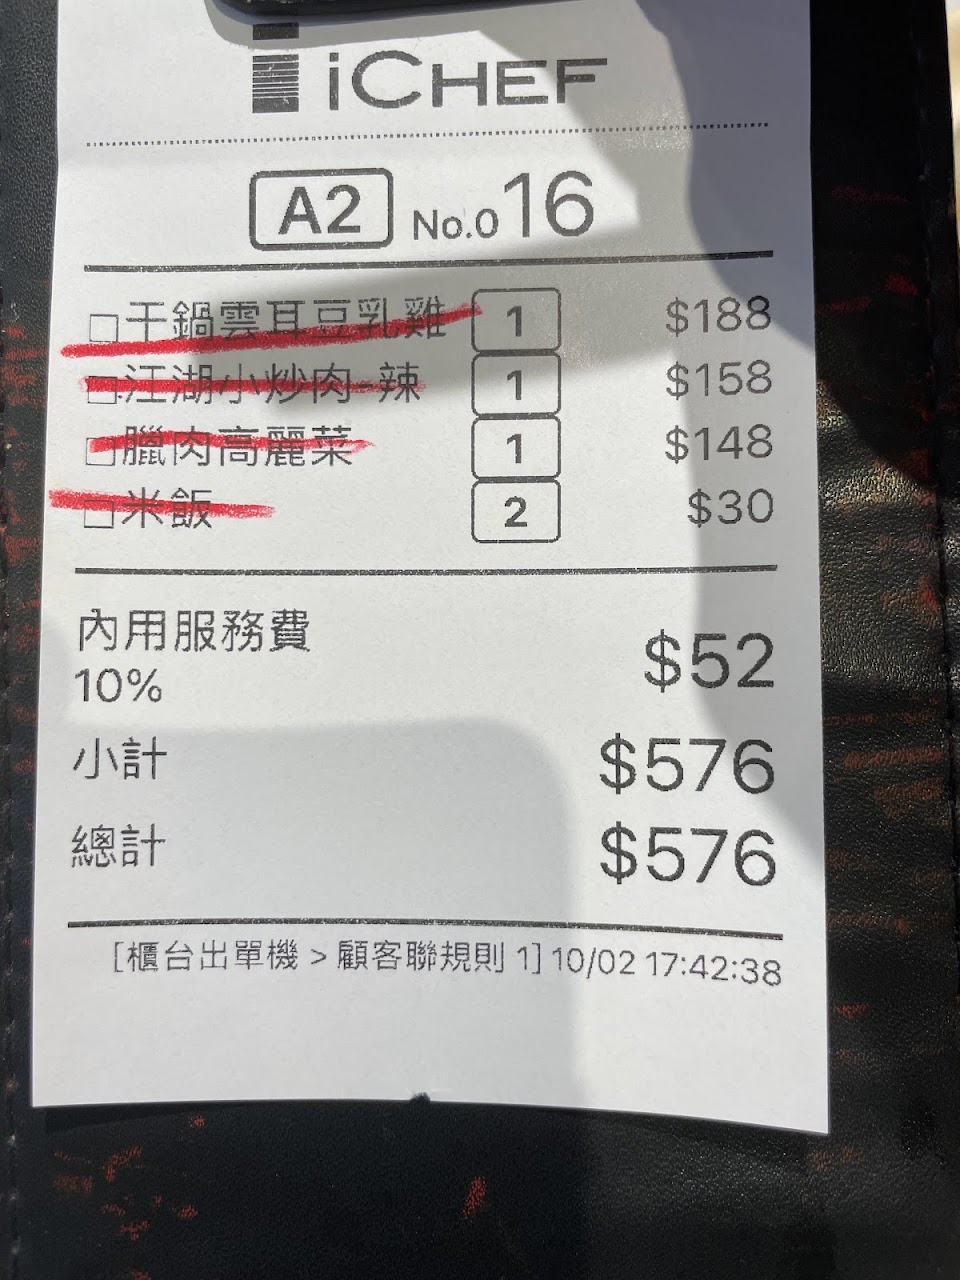 iCHEF
A2 No.016
□干鍋雲耳豆乳雞 1 $188
□江湖小炒肉-辣 1 $158
□臘肉高麗菜 1 $148
□米飯 2 $30
內用服務費 $52
10%
小計 $576
總計 $576
[櫃台出單機 > 顧客聯規則 1] 10/02 17:42:38